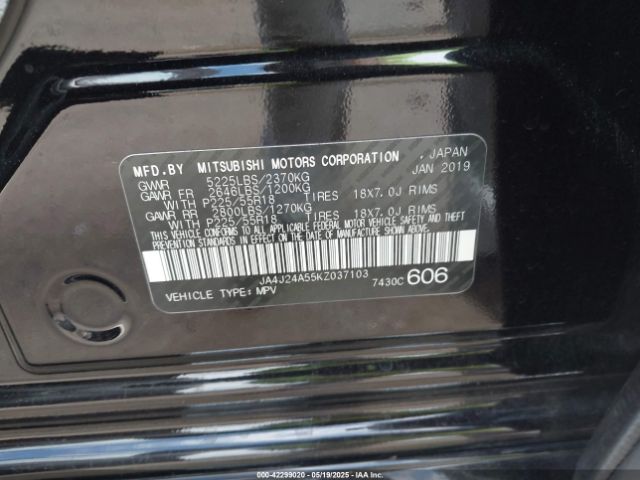 MFD.BY MITSUBISHI MOTORS CORPORATION , JAPAN
GVWR 5225LBS/2370KG JAN 2019
GAWR FR 2646LBS/1200KG
WITH P225/55R18 TIRES 18X7.0J RIMS
GAWR RR 2800LBS/1270KG
WITH P225/55R18 TIRES 18X7.0J RIMS
THIS VEHICLE CONFORMS TO ALL APPLICABLE FEDERAL MOTOR VEHICLE SAFETY AND THEFT
PREVENTION STANDARDS IN EFFECT ON THE DATE OF MANUFACTURE SHOWN ABOVE.
JA4J24A55KZ037103
VEHICLE TYPE:MPV 7430C 606
000-42299020 - 05/19/2025 - IAAI.COM